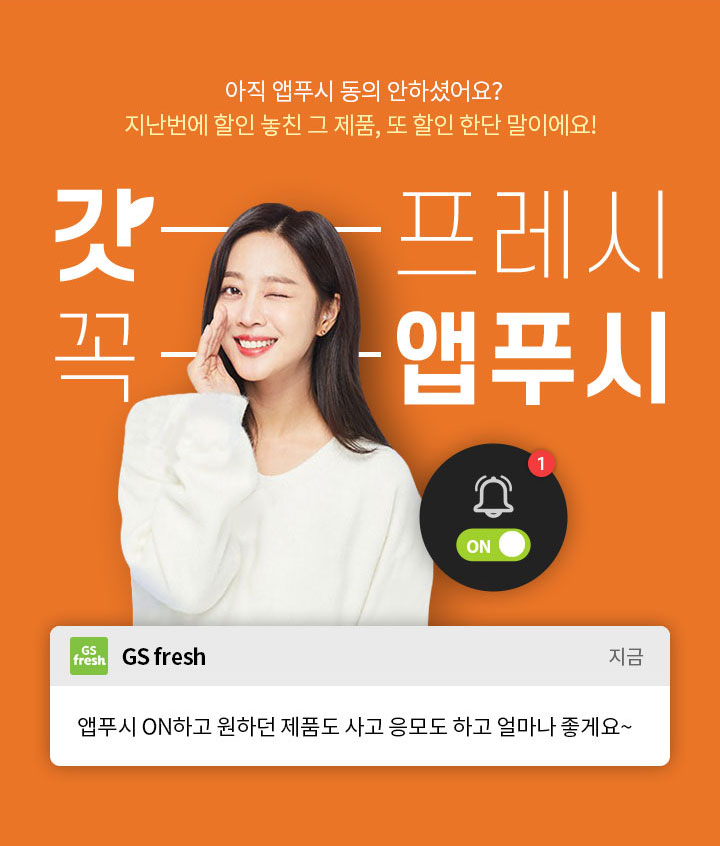 아직 앱푸시 동의 안하셨어요?
지난번에 할인 놓친 그 제품, 또 할인 한단 말이에요!
갓 프레시
꼭 앱푸시
1
ON
GS
fresh
GS fresh 지금
앱푸시 ON하고 원하던 제품도 사고 응모도 하고 얼마나 좋게요~